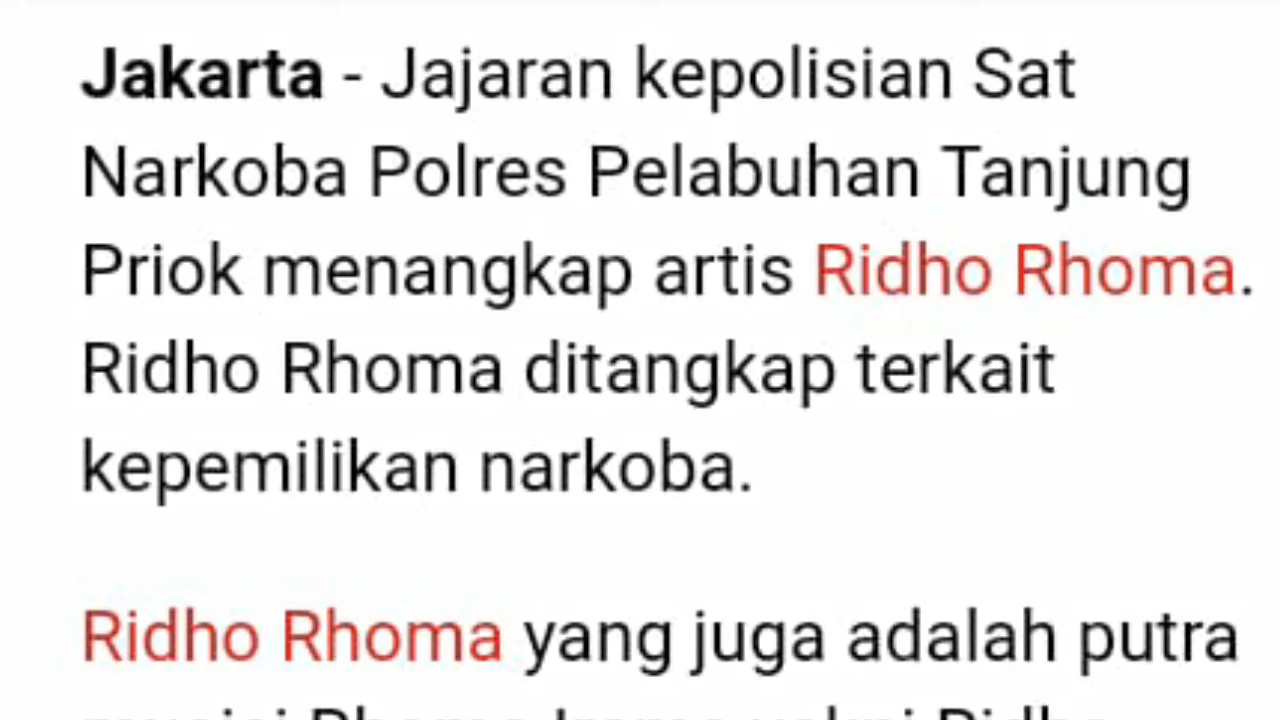 Jakarta - Jajaran kepolisian Sat
Narkoba Polres Pelabuhan Tanjung
Priok menangkap artis Ridho Rhoma.
Ridho Rhoma ditangkap terkait
kepemilikan narkoba.
Ridho Rhoma yang juga adalah putra